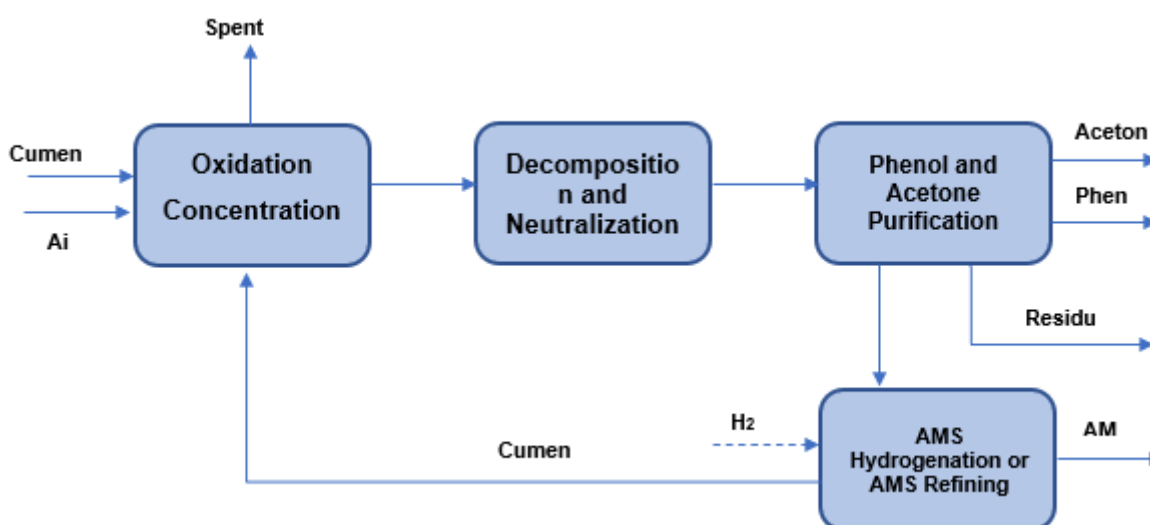 Spent
Cumen
Ai
Oxidation
Concentration
Decompositio
n and
Neutralization
Phenol and
Acetone
Purification
Aceton
Phen
Residu
H2
Cumen
AMS
Hydrogenation or
AMS Refining
AM